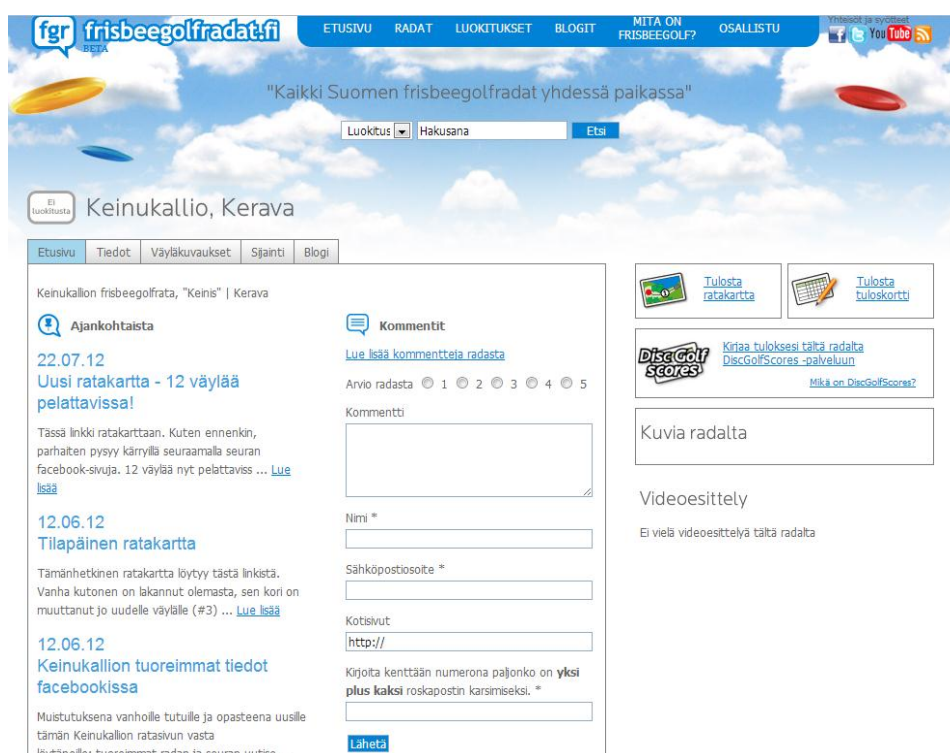 fgr frisbeegolfradat.fi
BETA
ETUSIVU RADAT LUOKITUKSET BLOGIT MITÄ ON FRISBEEGOLF? OSALLISTU
Yhteisöt ja syötteet
You Tube
"Kaikki Suomen frisbeegolfradat yhdessä paikassa"
Luokitus Hakusana Etsi
Ei luokitusta
Keinukallio, Kerava
Etusivu Tiedot Väyläkuvaukset Sijainti Blogi
Keinukallion frisbeegolfrata, "Keinis" | Kerava
Ajankohtaista
22.07.12
Uusi ratakartta - 12 väylää
pelattavissa!
Tässä linkki ratakarttaan. Kuten ennenkin,
parhaiten pysyy kärryillä seuraamalla seuran
facebook-sivuja. 12 väylää nyt pelattaviss ... Lue
lisää
12.06.12
Tilapäinen ratakartta
Tämänhetkinen ratakartta löytyy tästä linkistä.
Vanha kutonen on lakannut olemasta, sen kori on
muuttanut jo uudelle väylälle (#3) ... Lue lisää
12.06.12
Keinukallion tuoreimmat tiedot
facebookissa
Muistutuksena vanhoille tutuille ja opasteena uusille
tämän Keinukallion ratasivun vasta
löytäneille: tuoreimmat radan ja seuran uutise
Kommentit
Lue lisää kommentteja radasta
Arvio radasta 1 2 3 4 5
Kommentti
Nimi *
Sähköpostiosoite *
Kotisivut
http://
Kirjoita kenttään numerona paljonko on yksi
plus kaksi roskapostin karsimiseksi. *
Lähetä
Tulosta
ratakartta
Tulosta
tuloskortti
Disc Golf
scores
Kirjaa tuloksesi tältä radalta
DiscGolfScores -palveluun
Mikä on DiscGolfScores?
Kuvia radalta
Videoesittely
Ei vielä videoesittelyä tältä radalta